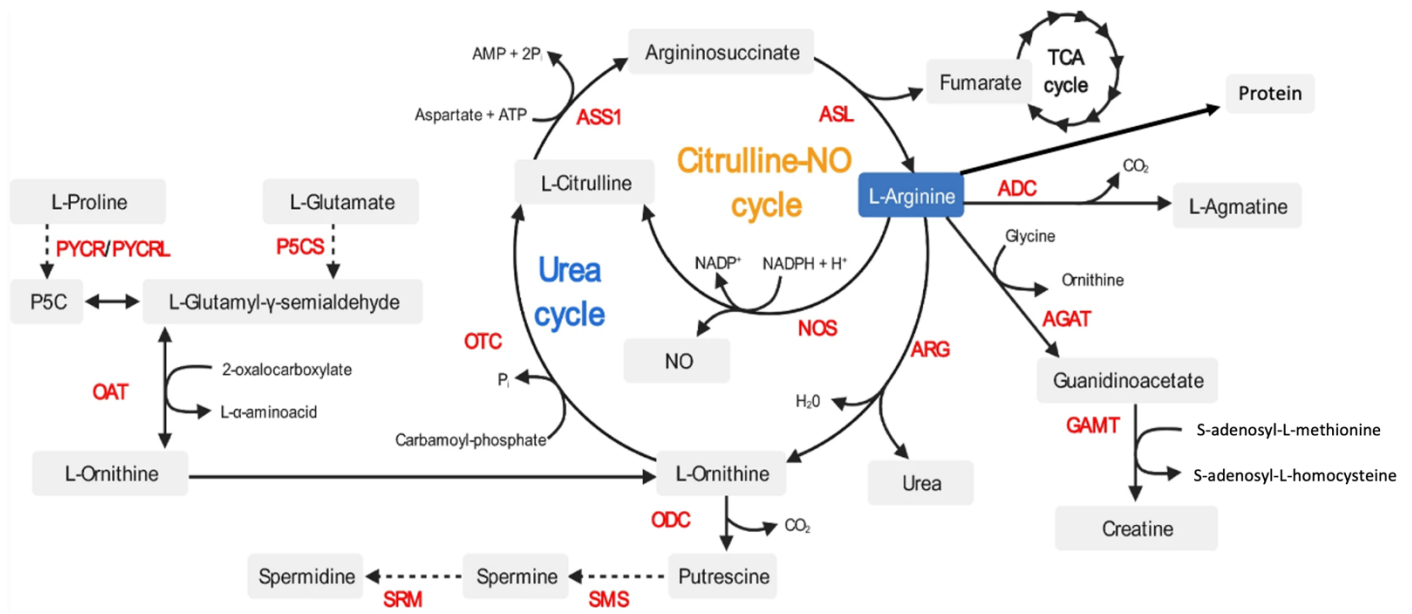 AMP + 2Pi
Argininosuccinate
TCA
cycle
Fumarate
Protein
Aspartate + ATP
ASS1
ASL
Citrulline-NO
cycle
CO2
L-Citrulline
L-Arginine
ADC
L-Agmatine
L-Proline
L-Glutamate
PYCR/PYCRL
P5CS
Glycine
NADP+
NADPH + H+
Urea
cycle
Ornithine
P5C
L-Glutamyl-γ-semialdehyde
AGAT
NOS
OTC
NO
ARG
2-oxalocarboxylate
Pi
Guanidinoacetate
OAT
L-α-aminoacid
H20
GAMT
S-adenosyl-L-methionine
Carbamoyl-phosphate
L-Ornithine
L-Ornithine
Urea
S-adenosyl-L-homocysteine
ODC
CO2
Creatine
Spermidine
Spermine
Putrescine
SRM
SMS